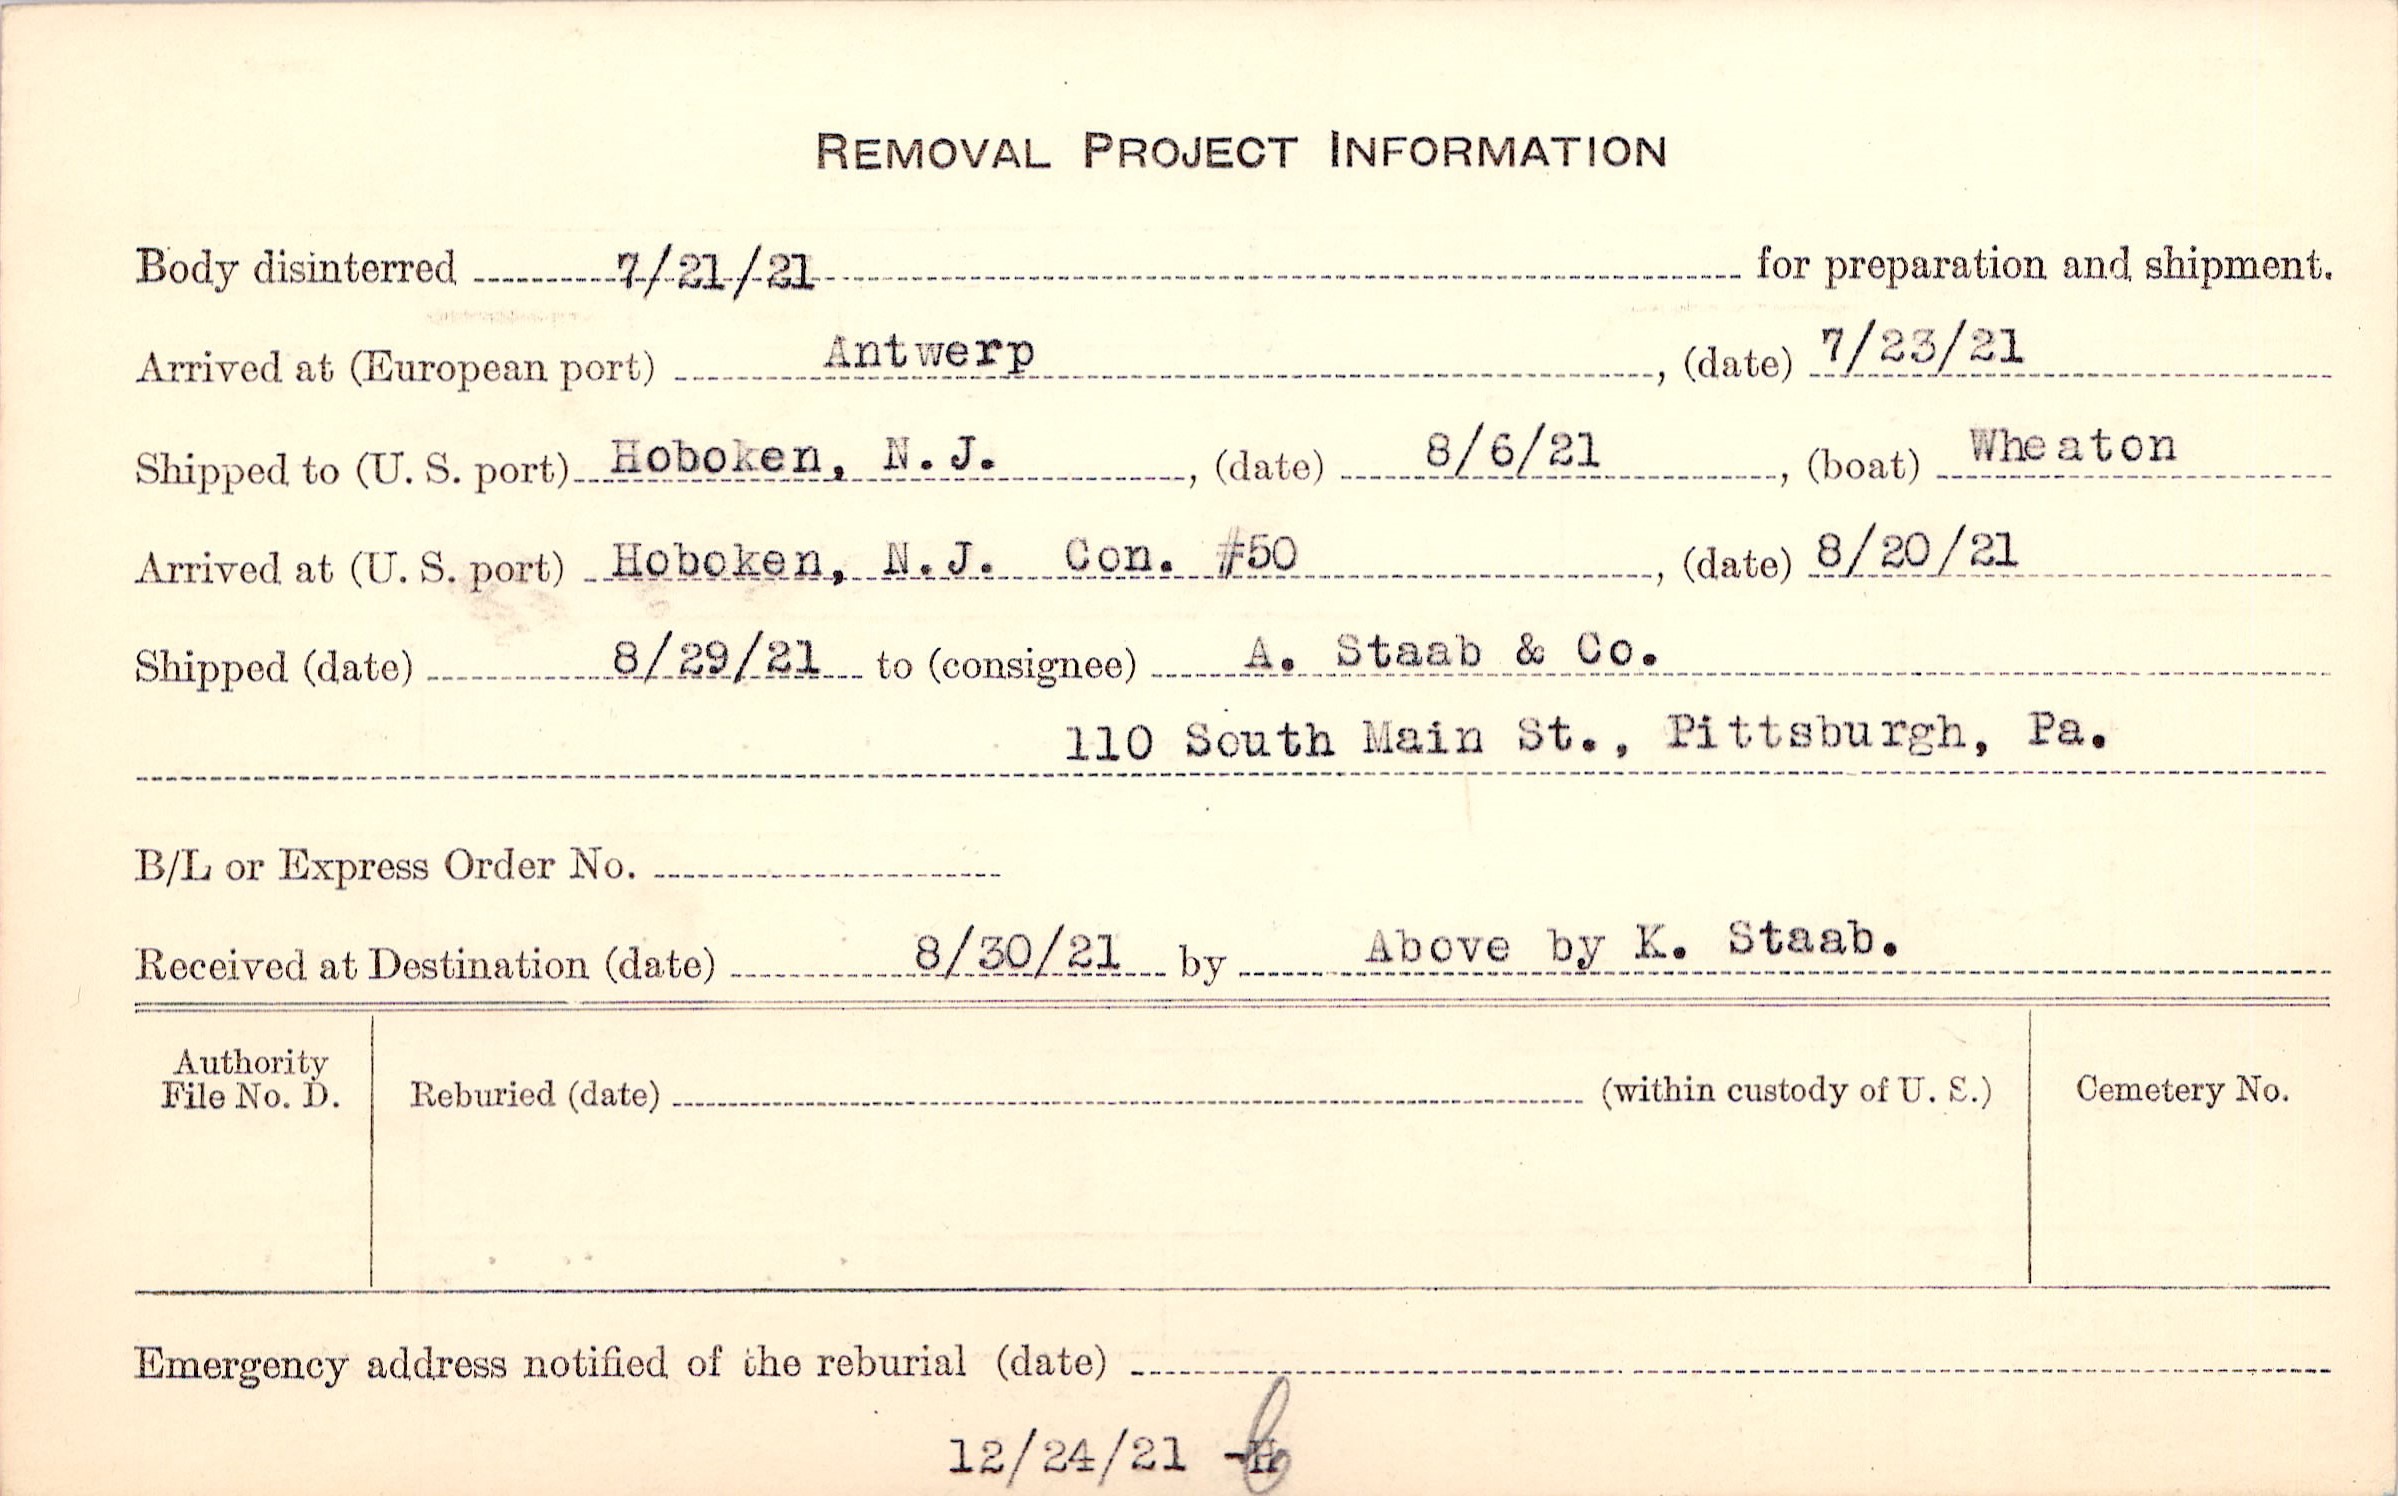 REMOVAL PROJECT INFORMATION
Body disinterred 7/21/21 for preparation and shipment.
Arrived at (European port) Antwerp, (date) 7/23/21
Shipped to (U. S. port) Hoboken, N.J., (date) 8/6/21, (boat) Wheaton
Arrived at (U. S. port) Hoboken, N.J. Con. #50, (date) 8/20/21
Shipped (date) 8/29/21 to (consignee) A. Staab & Co.
110 South Main St., Pittsburgh, Pa.
B/L or Express Order No.
Received at Destination (date) 8/30/21 by Above by K. Staab.
Authority
File No. D.
Reburied (date) (within custody of U. S.)
Cemetery No.
Emergency address notified of the reburial (date)
12/24/21 -H